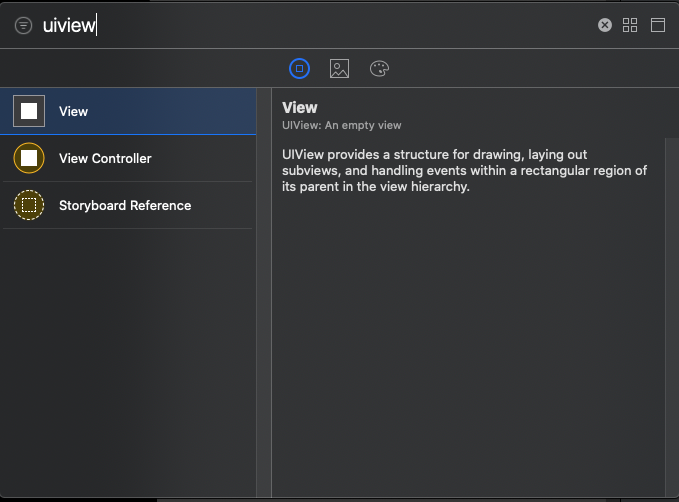 uiview
View
View Controller
Storyboard Reference
View
UIView: An empty view
UIView provides a structure for drawing, laying out
subviews, and handling events within a rectangular region of
its parent in the view hierarchy.